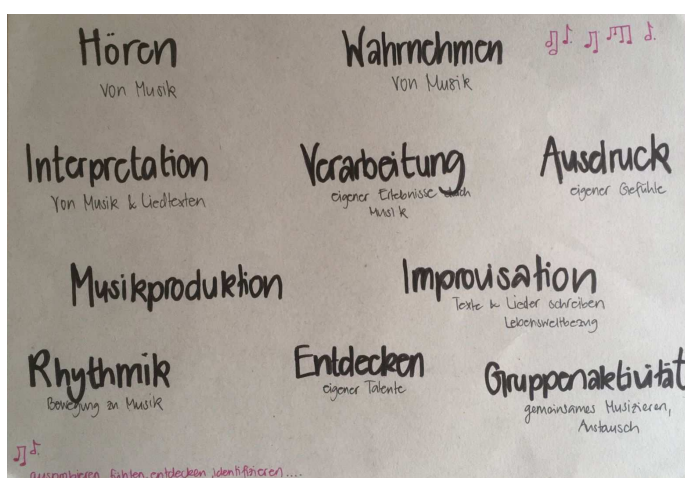 Hören
von Musik
Wahrnehmen
von Musik
Interpretation
von Musik & Liedtexten
Verarbeitung
eigener Erlebnisse durch
Musik
Ausdruck
eigener Gefühle
Musikproduktion
Improvisation
Texte & Lieder schreiben
Lebensweltbezug
Rhythmik
Bewegung zu Musik
Entdecken
eigener Talente
Gruppenaktivität
gemeinsames Musizieren,
Austausch
ausprobieren, fühlen, entdecken, identifizieren....